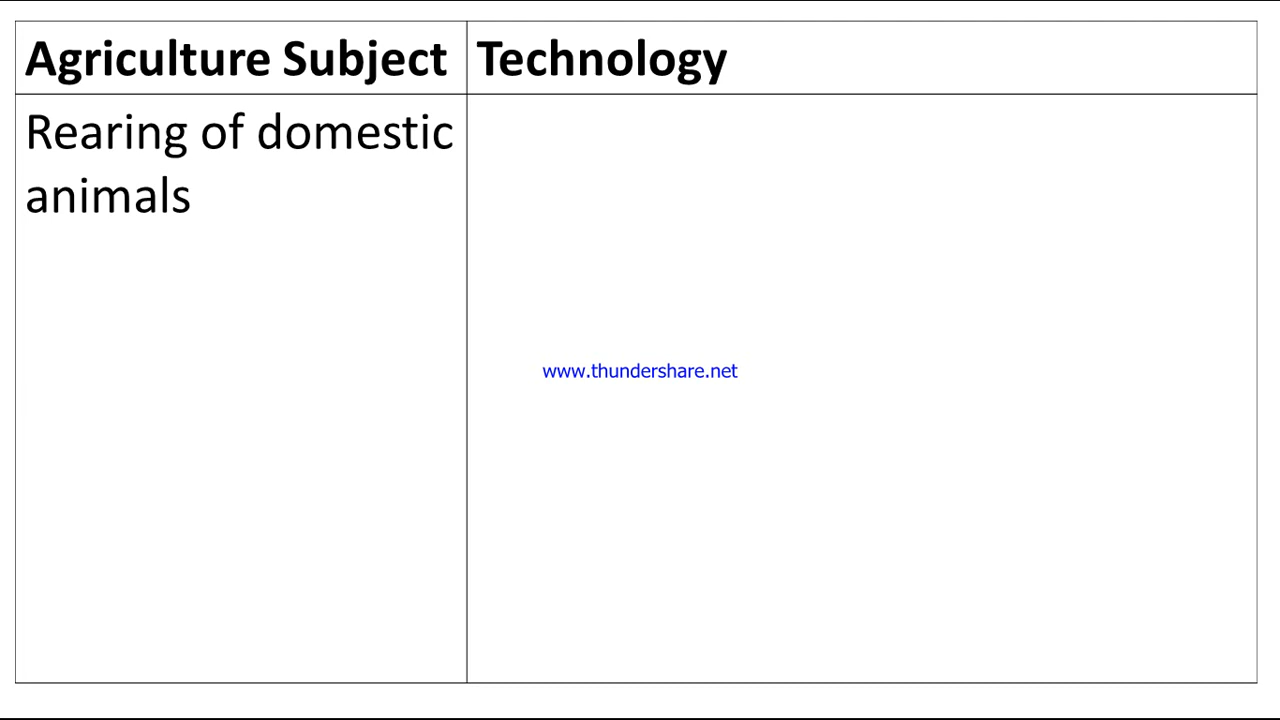 Agriculture Subject
Technology
Rearing of domestic
animals
www.thundershare.net